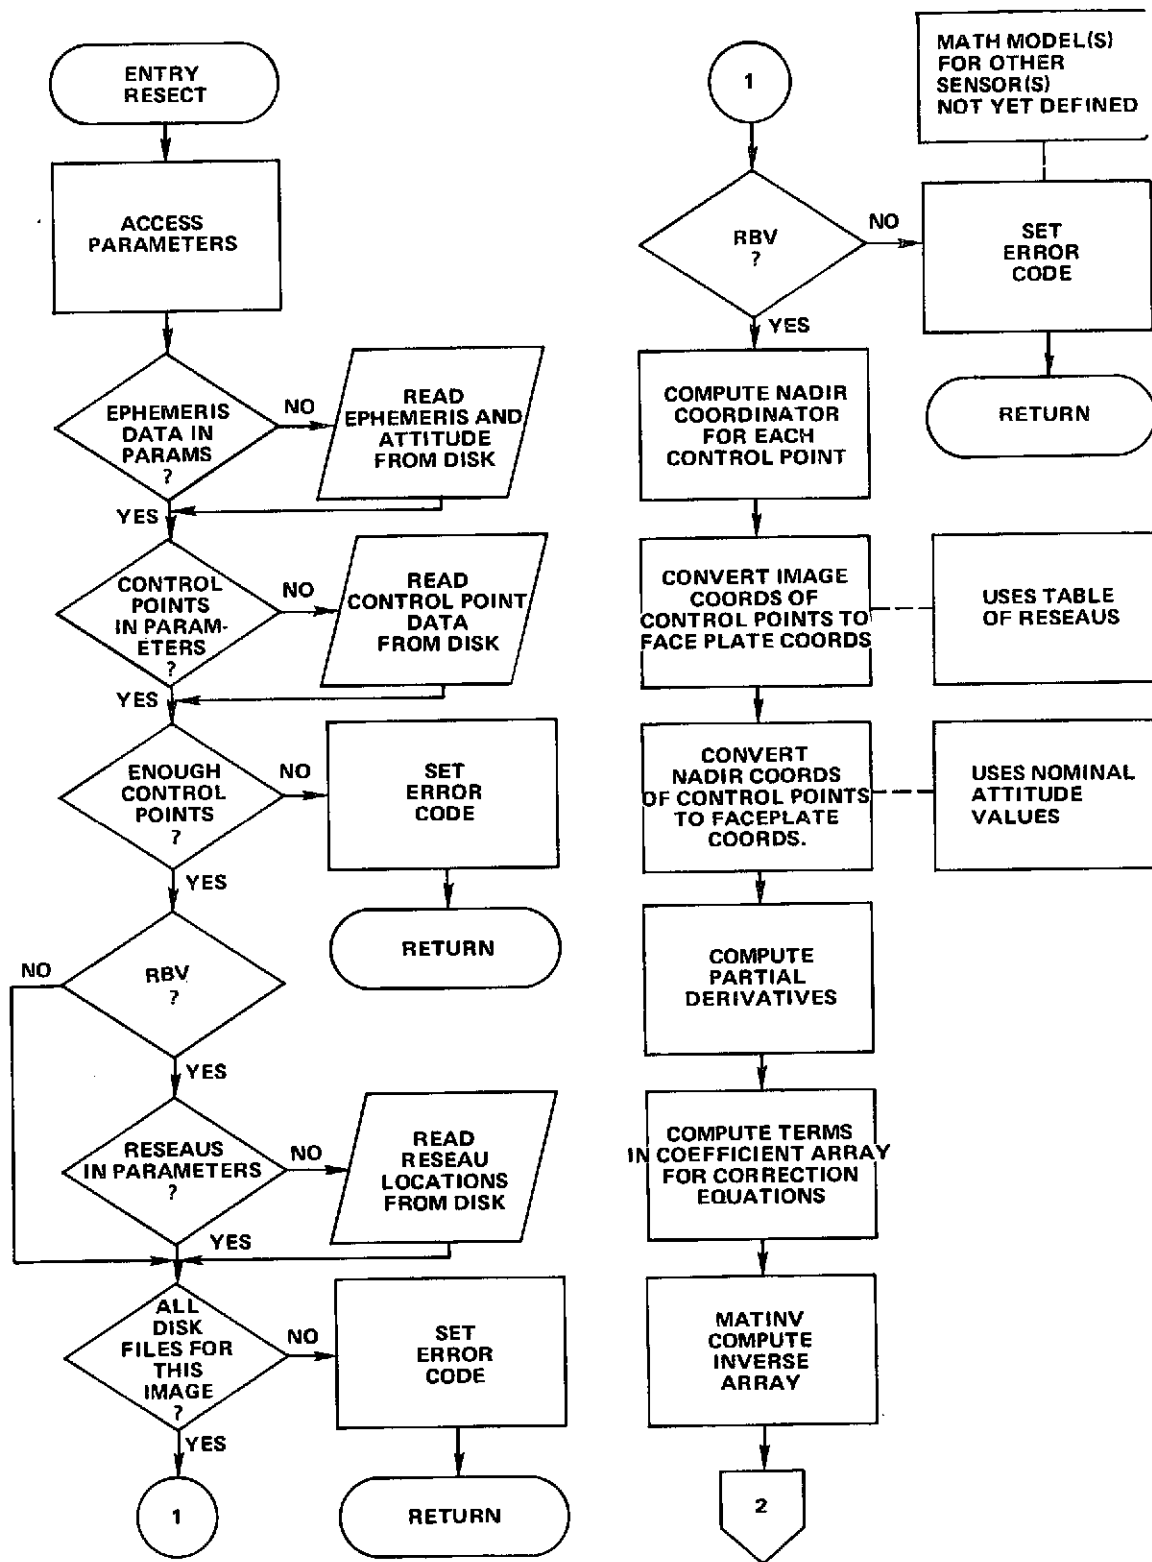 ENTRY
RESECT
ACCESS
PARAMETERS
EPHEMERIS
DATA IN
PARAMS
?
NO
READ
EPHEMERIS AND
ATTITUDE
FROM DISK
YES
CONTROL
POINTS
IN PARAM-
ETERS
?
NO
READ
CONTROL POINT
DATA
FROM DISK
YES
ENOUGH
CONTROL
POINTS
?
NO
SET
ERROR
CODE
RETURN
YES
RBV
?
NO
YES
RESEAUS
IN PARAMETERS
?
NO
READ
RESEAU
LOCATIONS
FROM DISK
YES
ALL
DISK
FILES FOR
THIS
IMAGE
?
NO
SET
ERROR
CODE
RETURN
YES
1
1
MATH MODEL(S)
FOR OTHER
SENSOR(S)
NOT YET DEFINED
RBV
?
NO
SET
ERROR
CODE
RETURN
YES
COMPUTE NADIR
COORDINATOR
FOR EACH
CONTROL POINT
CONVERT IMAGE
COORDS OF
CONTROL POINTS TO
FACE PLATE COORDS
USES TABLE
OF RESEAUS
CONVERT
NADIR COORDS
OF CONTROL POINTS
TO FACEPLATE
COORDS.
USES NOMINAL
ATTITUDE
VALUES
COMPUTE
PARTIAL
DERIVATIVES
COMPUTE TERMS
IN COEFFICIENT ARRAY
FOR CORRECTION
EQUATIONS
MATINV
COMPUTE
INVERSE
ARRAY
2